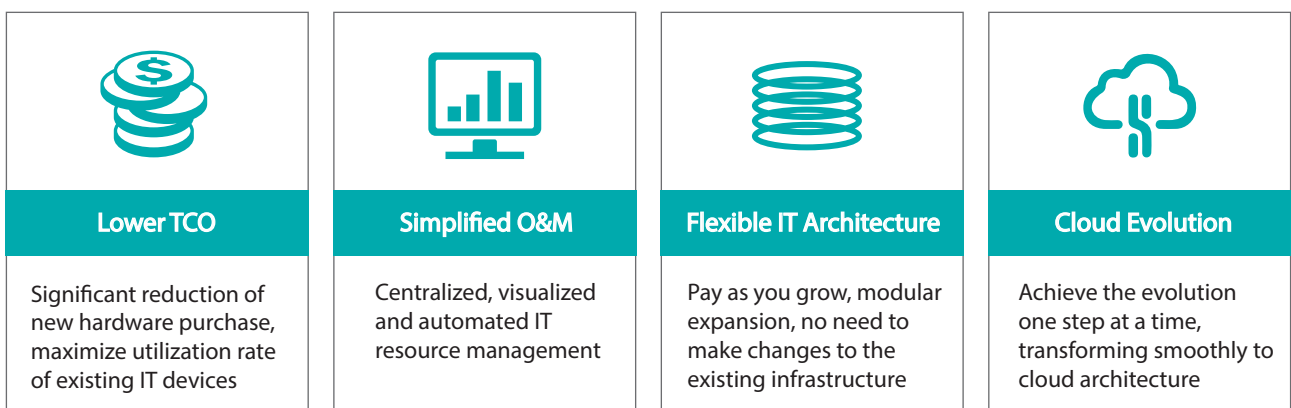 $
Lower TCO
Significant reduction of
new hardware purchase,
maximize utilization rate
of existing IT devices
Simplified O&M
Centralized, visualized
and automated IT
resource management
Flexible IT Architecture
Pay as you grow, modular
expansion, no need to
make changes to the
existing infrastructure
Cloud Evolution
Achieve the evolution
one step at a time,
transforming smoothly to
cloud architecture